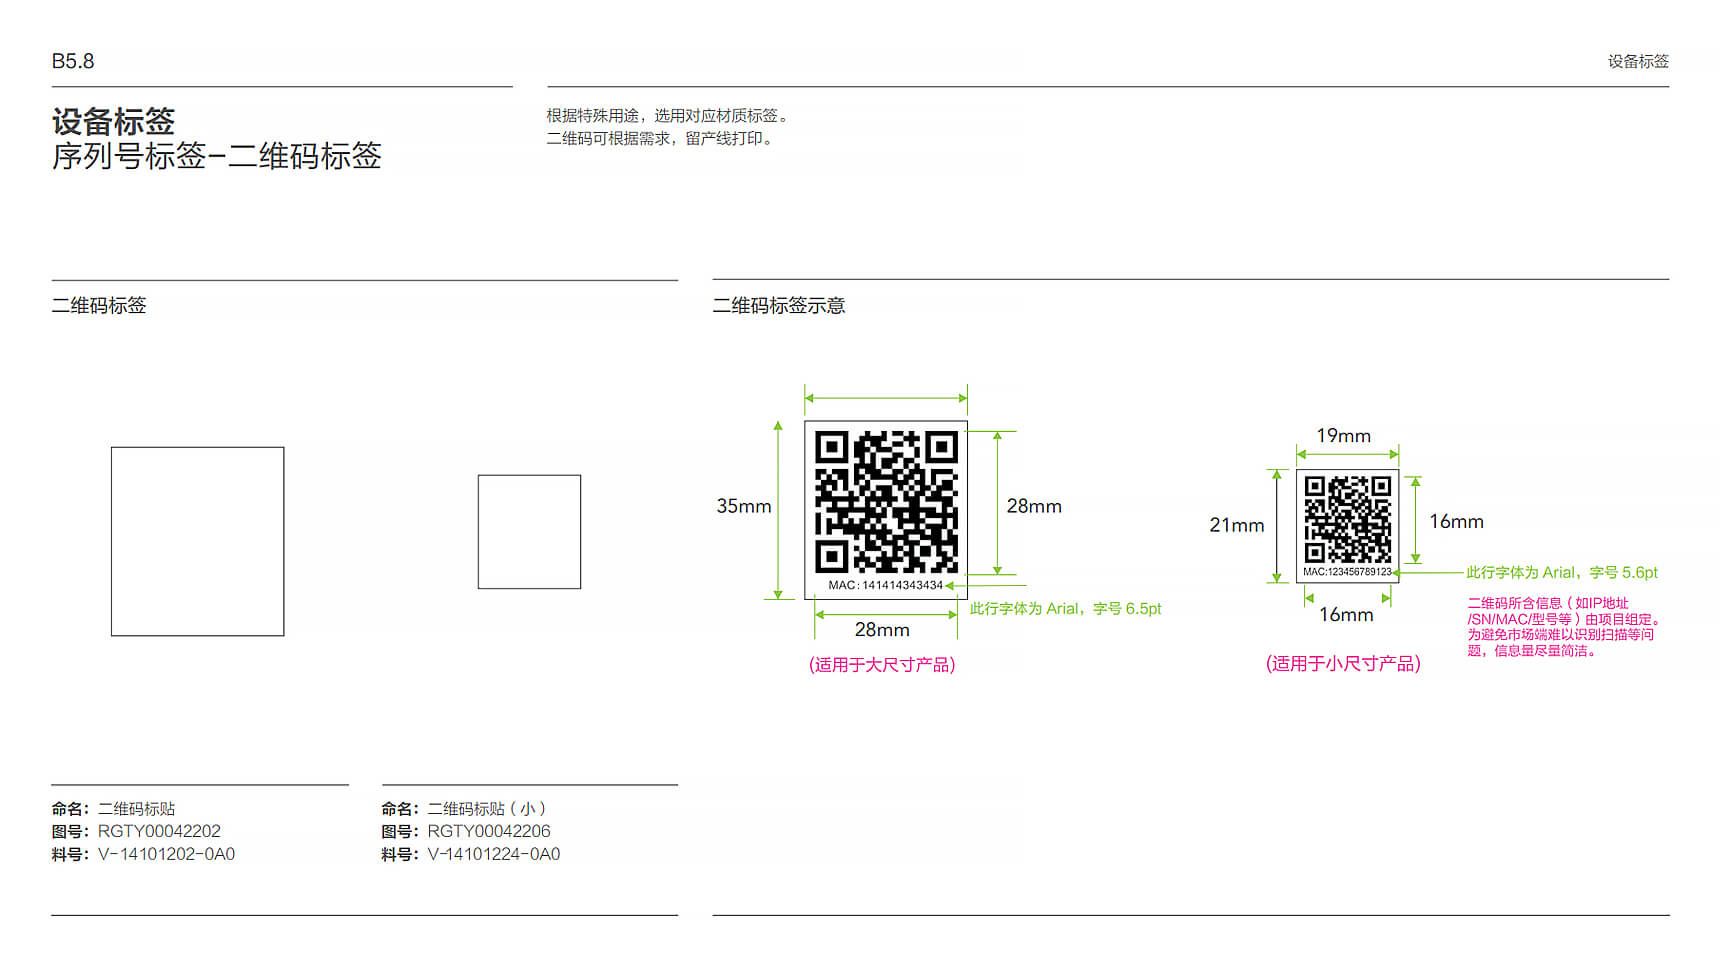 B5.8
设备标签
设备标签
序列号标签–二维码标签
根据特殊用途，选用对应材质标签。
二维码可根据需求，留产线打印。
二维码标签
二维码标签示意
35mm
28mm
MAC : 141414343434
此行字体为 Arial，字号 6.5pt
28mm
(适用于大尺寸产品)
19mm
21mm
16mm
MAC:123456789123
此行字体为 Arial，字号 5.6pt
16mm
(适用于小尺寸产品)
二维码所含信息（如IP地址
/SN/MAC/型号等）由项目组定。
为避免市场端难以识别扫描等问
题，信息量尽量简洁。
命名：二维码标贴
图号：RGTY00042202
料号：V-14101202-0A0
命名：二维码标贴（小）
图号：RGTY00042206
料号：V-14101224-0A0